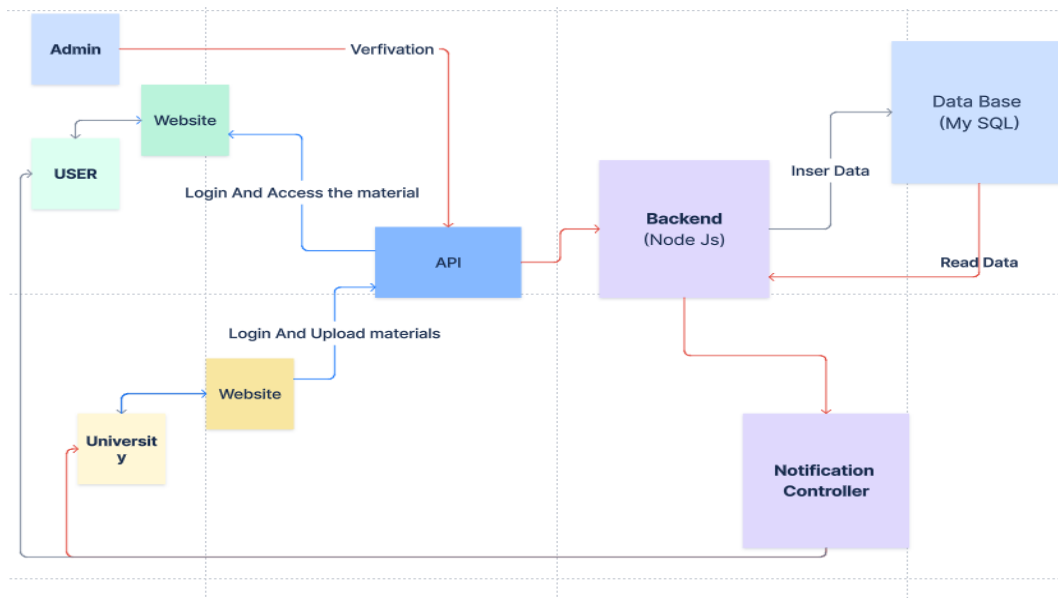 Admin
Verfivation
Website
USER
Login And Access the material
API
Backend
(Node Js)
Inser Data
Data Base
(My SQL)
Read Data
Login And Upload materials
Website
Universit
y
Notification
Controller